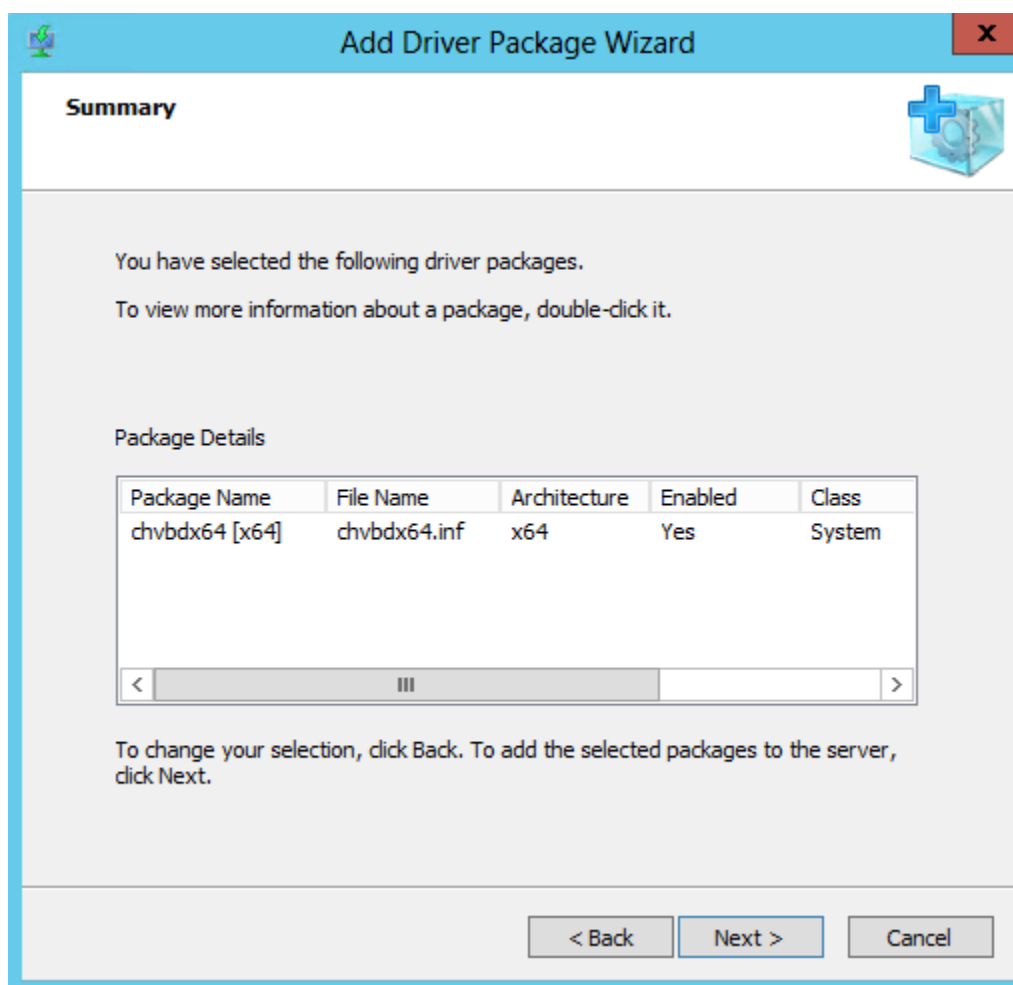 Add Driver Package Wizard
x
Summary
You have selected the following driver packages.
To view more information about a package, double-click it.
Package Details
Package Name File Name Architecture Enabled Class
chvbdx64 [x64] chvbdx64.inf x64 Yes System
To change your selection, click Back. To add the selected packages to the server,
click Next.
< Back Next > Cancel